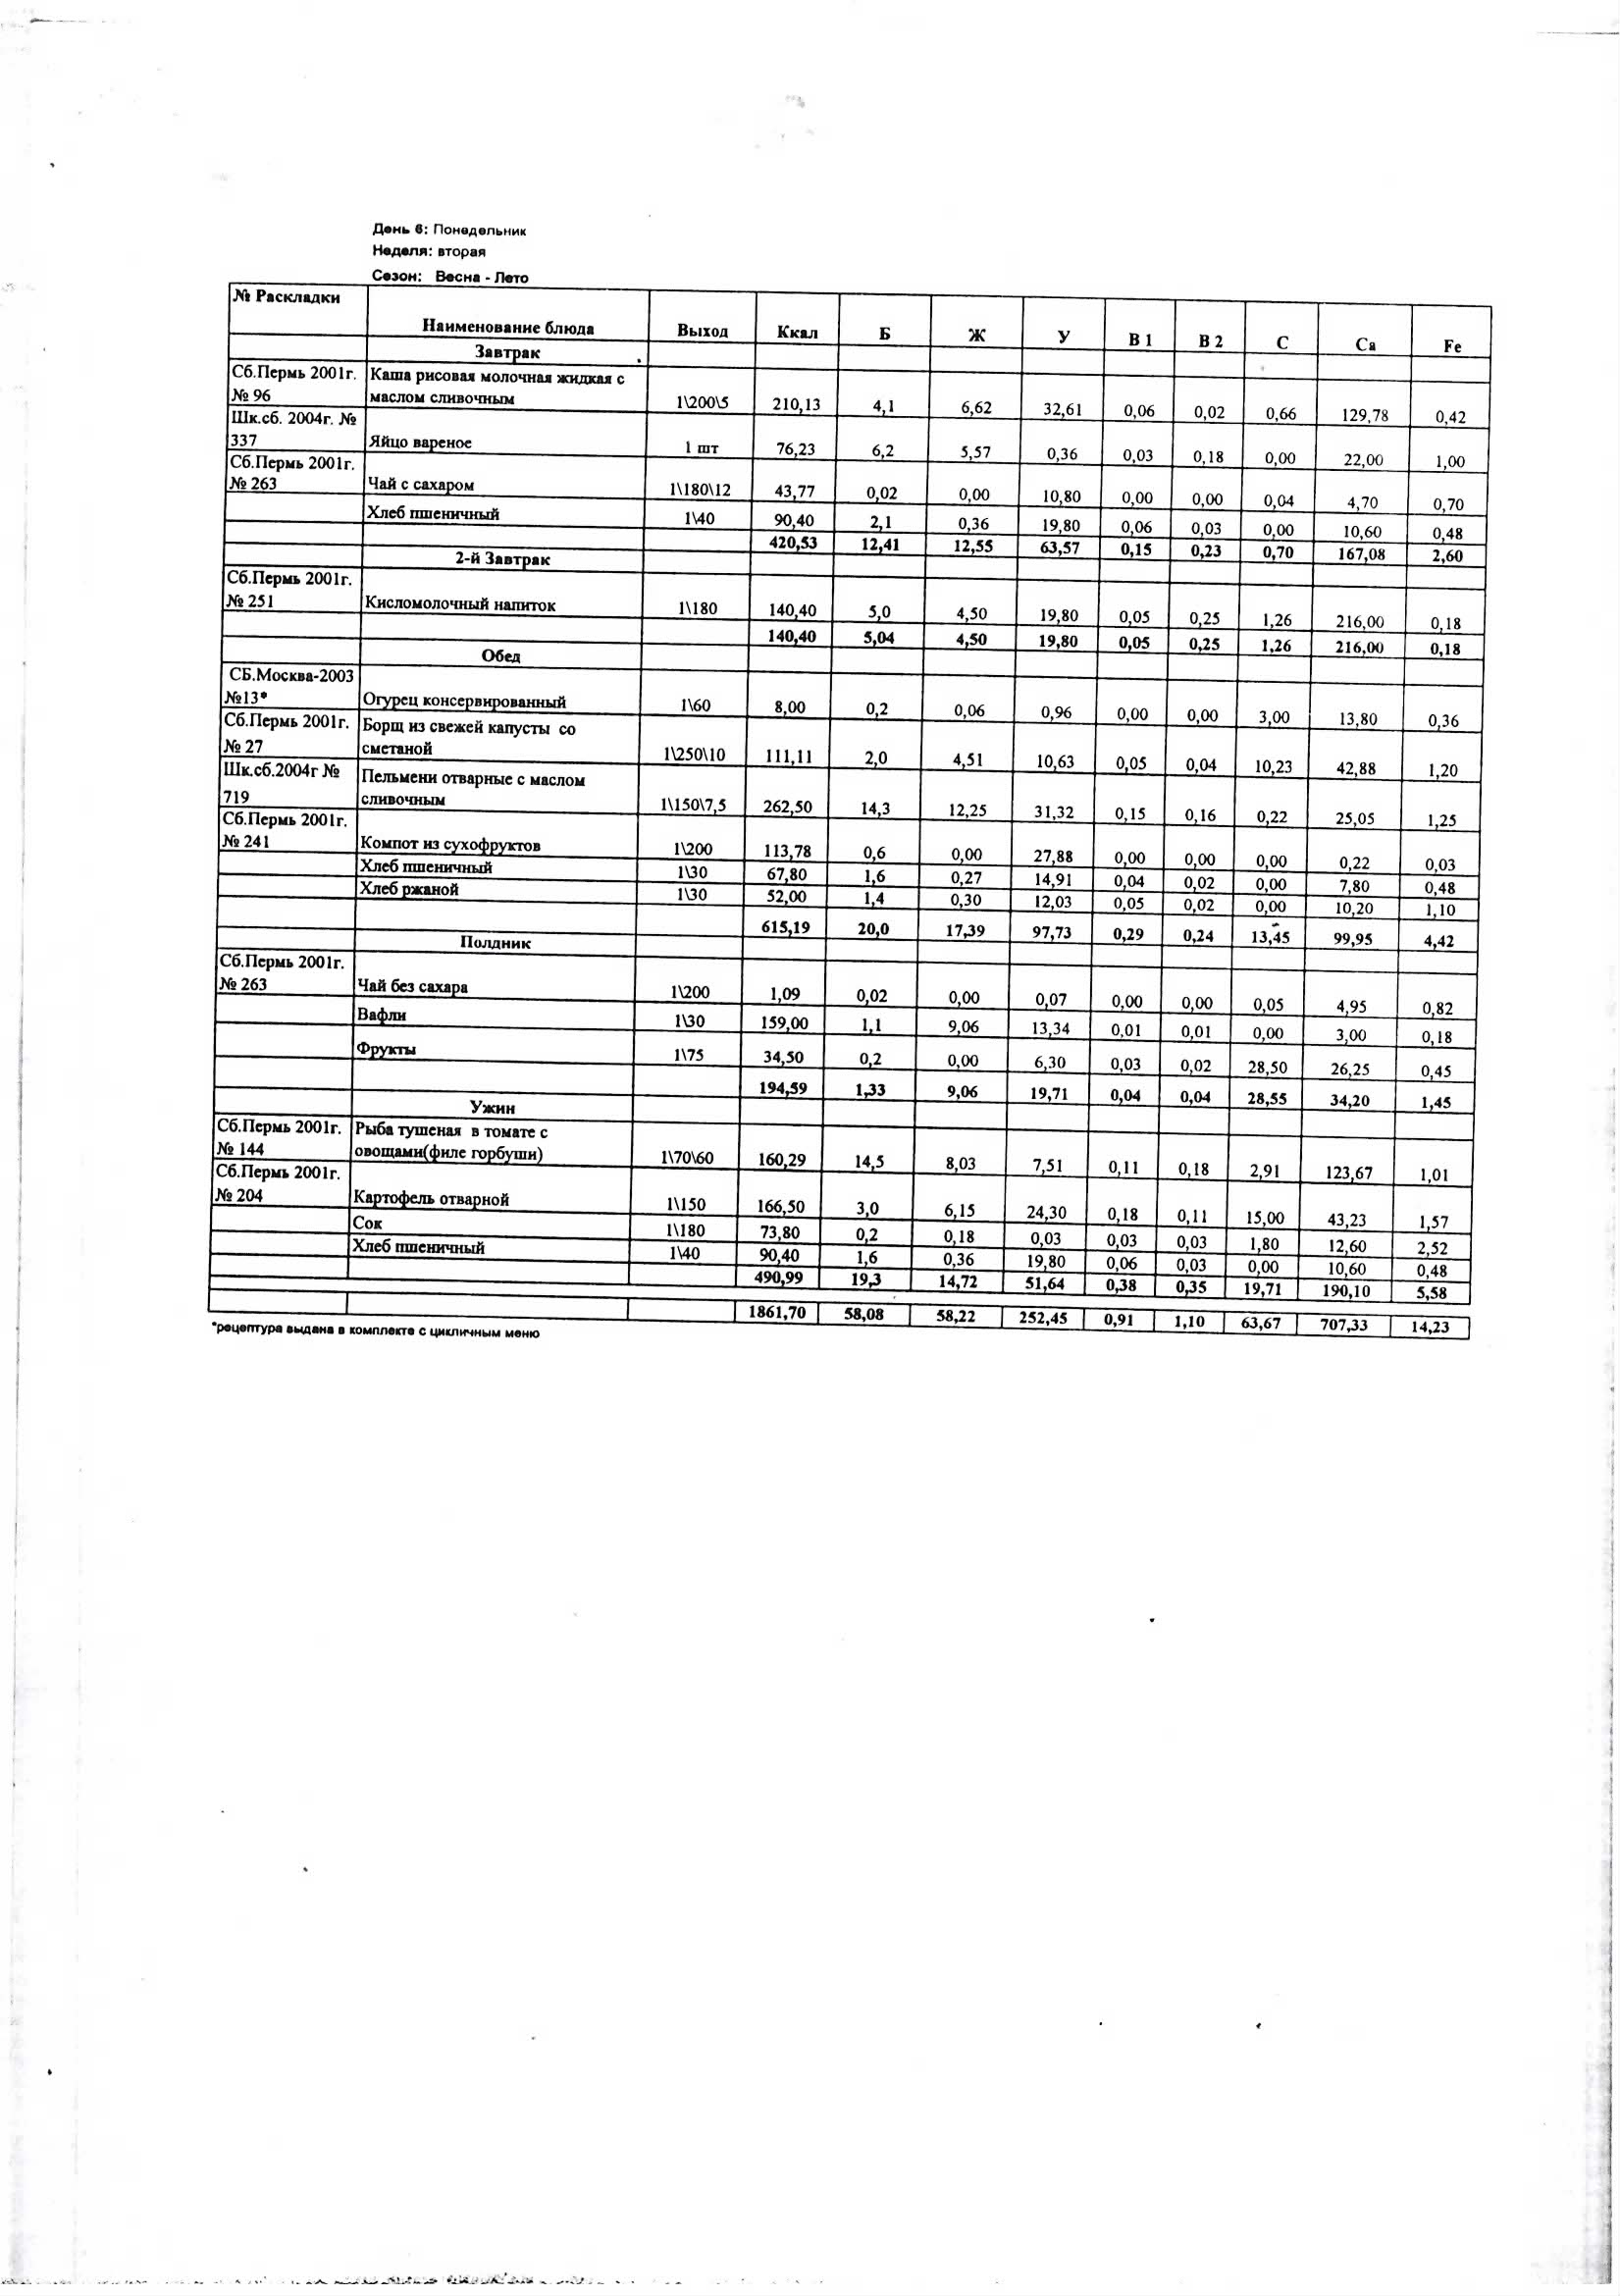 День 6: Понедельник
Неделя: вторая
Сезон: Весна - Лето
№ Раскладки Наименование блюда Выход Ккал Б Ж У В 1 В 2 С Са Fe
Завтрак
Сб.Пермь 2001г. № 96 Каша рисовая молочная жидкая с маслом сливочным 1\200\5 210,13 4,1 6,62 32,61 0,06 0,02 0,66 129,78 0,42
Шк.сб. 2004г. № 337 Яйцо вареное 1 шт 76,23 6,2 5,57 0,36 0,03 0,18 0,00 22,00 1,00
Сб.Пермь 2001г. № 263 Чай с сахаром 1\180\12 43,77 0,02 0,00 10,80 0,00 0,00 0,04 4,70 0,70
Хлеб пшеничный 1\40 90,40 2,1 0,36 19,80 0,06 0,03 0,00 10,60 0,48
420,53 12,41 12,55 63,57 0,15 0,23 0,70 167,08 2,60
2-й Завтрак
Сб.Пермь 2001г. № 251 Кисломолочный напиток 1\180 140,40 5,0 4,50 19,80 0,05 0,25 1,26 216,00 0,18
140,40 5,04 4,50 19,80 0,05 0,25 1,26 216,00 0,18
Обед
СБ.Москва-2003 №13* Огурец консервированный 1\60 8,00 0,2 0,06 0,96 0,00 0,00 3,00 13,80 0,36
Сб.Пермь 2001г. № 27 Борщ из свежей капусты со сметаной 1\250\10 111,11 2,0 4,51 10,63 0,05 0,04 10,23 42,88 1,20
Шк.сб.2004г № 719 Пельмени отварные с маслом сливочным 1\150\7,5 262,50 14,3 12,25 31,32 0,15 0,16 0,22 25,05 1,25
Сб.Пермь 2001г. № 241 Компот из сухофруктов 1\200 113,78 0,6 0,00 27,88 0,00 0,00 0,00 0,22 0,03
Хлеб пшеничный 1\30 67,80 1,6 0,27 14,91 0,04 0,02 0,00 7,80 0,48
Хлеб ржаной 1\30 52,00 1,4 0,30 12,03 0,05 0,02 0,00 10,20 1,10
615,19 20,0 17,39 97,73 0,29 0,24 13,45 99,95 4,42
Полдник
Сб.Пермь 2001г. № 263 Чай без сахара 1\200 1,09 0,02 0,00 0,07 0,00 0,00 0,05 4,95 0,82
Вафли 1\30 159,00 1,1 9,06 13,34 0,01 0,01 0,00 3,00 0,18
Фрукты 1\75 34,50 0,2 0,00 6,30 0,03 0,02 28,50 26,25 0,45
194,59 1,33 9,06 19,71 0,04 0,04 28,55 34,20 1,45
Ужин
Сб.Пермь 2001г. № 144 Рыба тушеная в томате с овощами(филе горбуши) 1\70\60 160,29 14,5 8,03 7,51 0,11 0,18 2,91 123,67 1,01
Сб.Пермь 2001г. № 204 Картофель отварной 1\150 166,50 3,0 6,15 24,30 0,18 0,11 15,00 43,23 1,57
Сок 1\180 73,80 0,2 0,18 0,03 0,03 0,03 1,80 12,60 2,52
Хлеб пшеничный 1\40 90,40 1,6 0,36 19,80 0,06 0,03 0,00 10,60 0,48
490,99 19,3 14,72 51,64 0,38 0,35 19,71 190,10 5,58
1861,70 58,08 58,22 252,45 0,91 1,10 63,67 707,33 14,23
*рецептура выдана в комплекте с цикличным меню